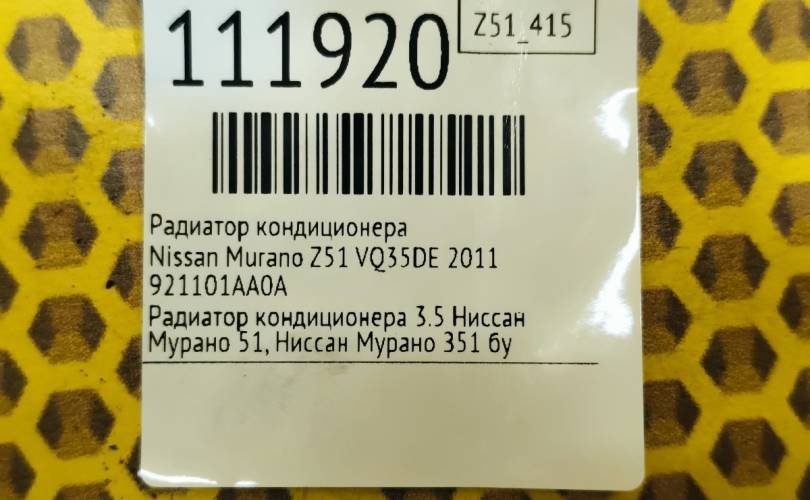 111920
Z51_415
Радиатор кондиционера
Nissan Murano Z51 VQ35DE 2011
921101AA0A
Радиатор кондиционера 3.5 Ниссан
Мурано 51, Ниссан Мурано З51 бу